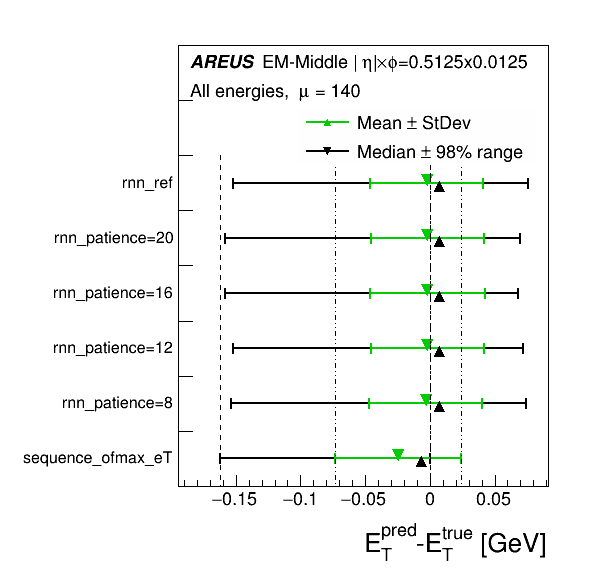 AREUS EM-Middle | η|×ϕ=0.5125x0.0125
All energies, μ = 140
Mean ± StDev
Median ± 98% range
rnn_ref
rnn_patience=20
rnn_patience=16
rnn_patience=12
rnn_patience=8
sequence_ofmax_eT
−0.15 −0.1 −0.05 0 0.05
E_T^pred-E_T^true [GeV]